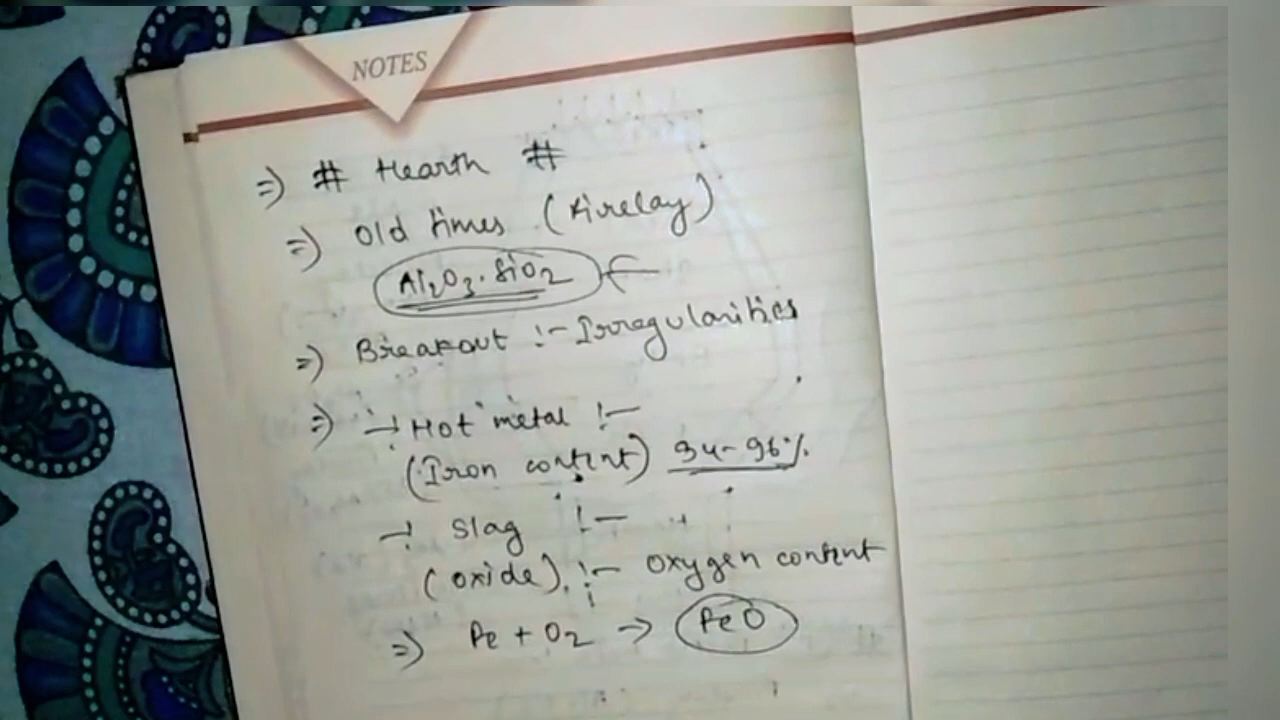 NOTES
=) # Hearth #
=) Old times (Fireclay)
Al2O3.SiO2 ←
=) Breakout :- Irregularities
=) → Hot metal :-
(Iron content) 94-96%
→ Slag :-
(oxide) :- oxygen content
=) Fe + O2 → FeO